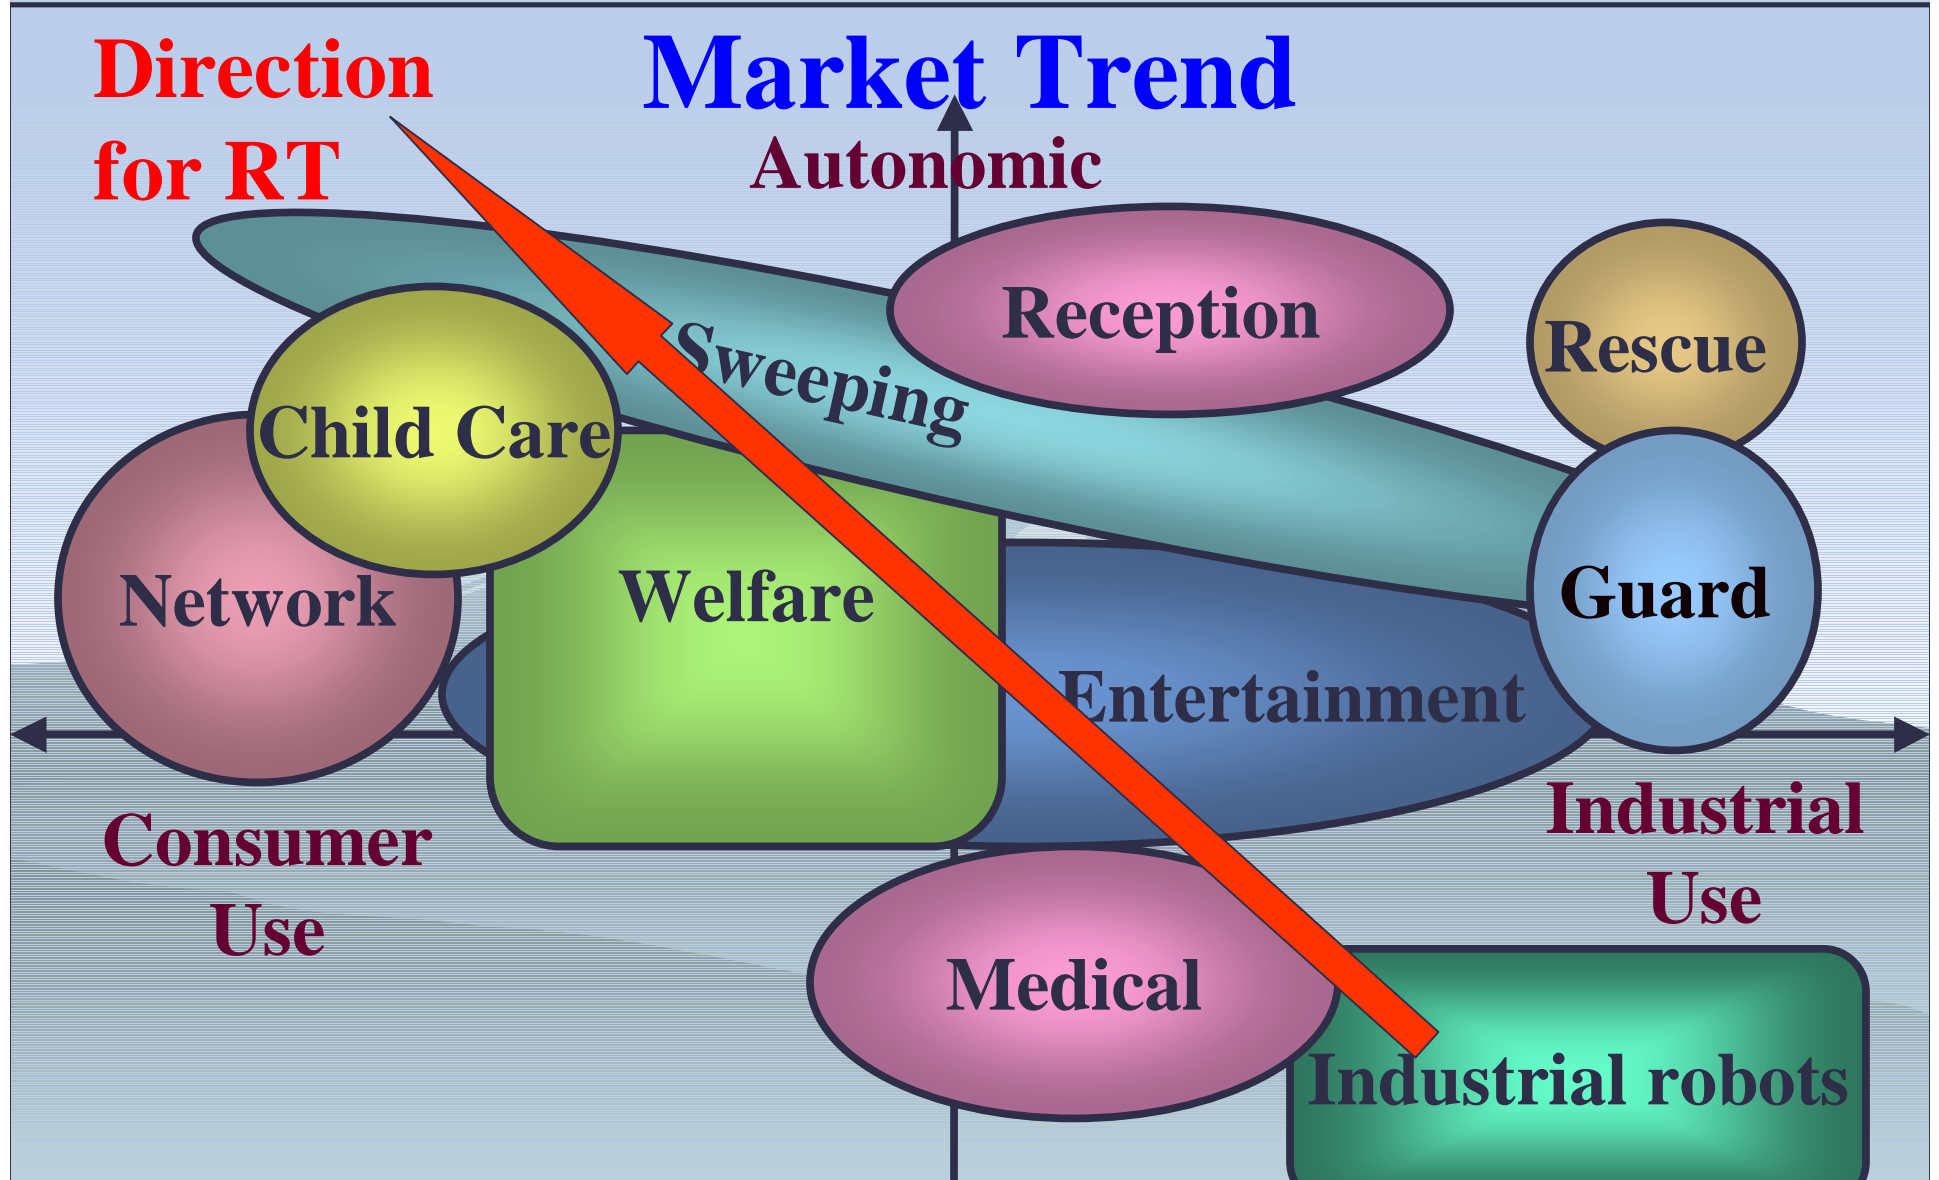 Direction
for RT
Market Trend
Autonomic
Reception
Rescue
Sweeping
Child Care
Network
Welfare
Guard
Entertainment
Consumer
Use
Industrial
Use
Medical
Industrial robots